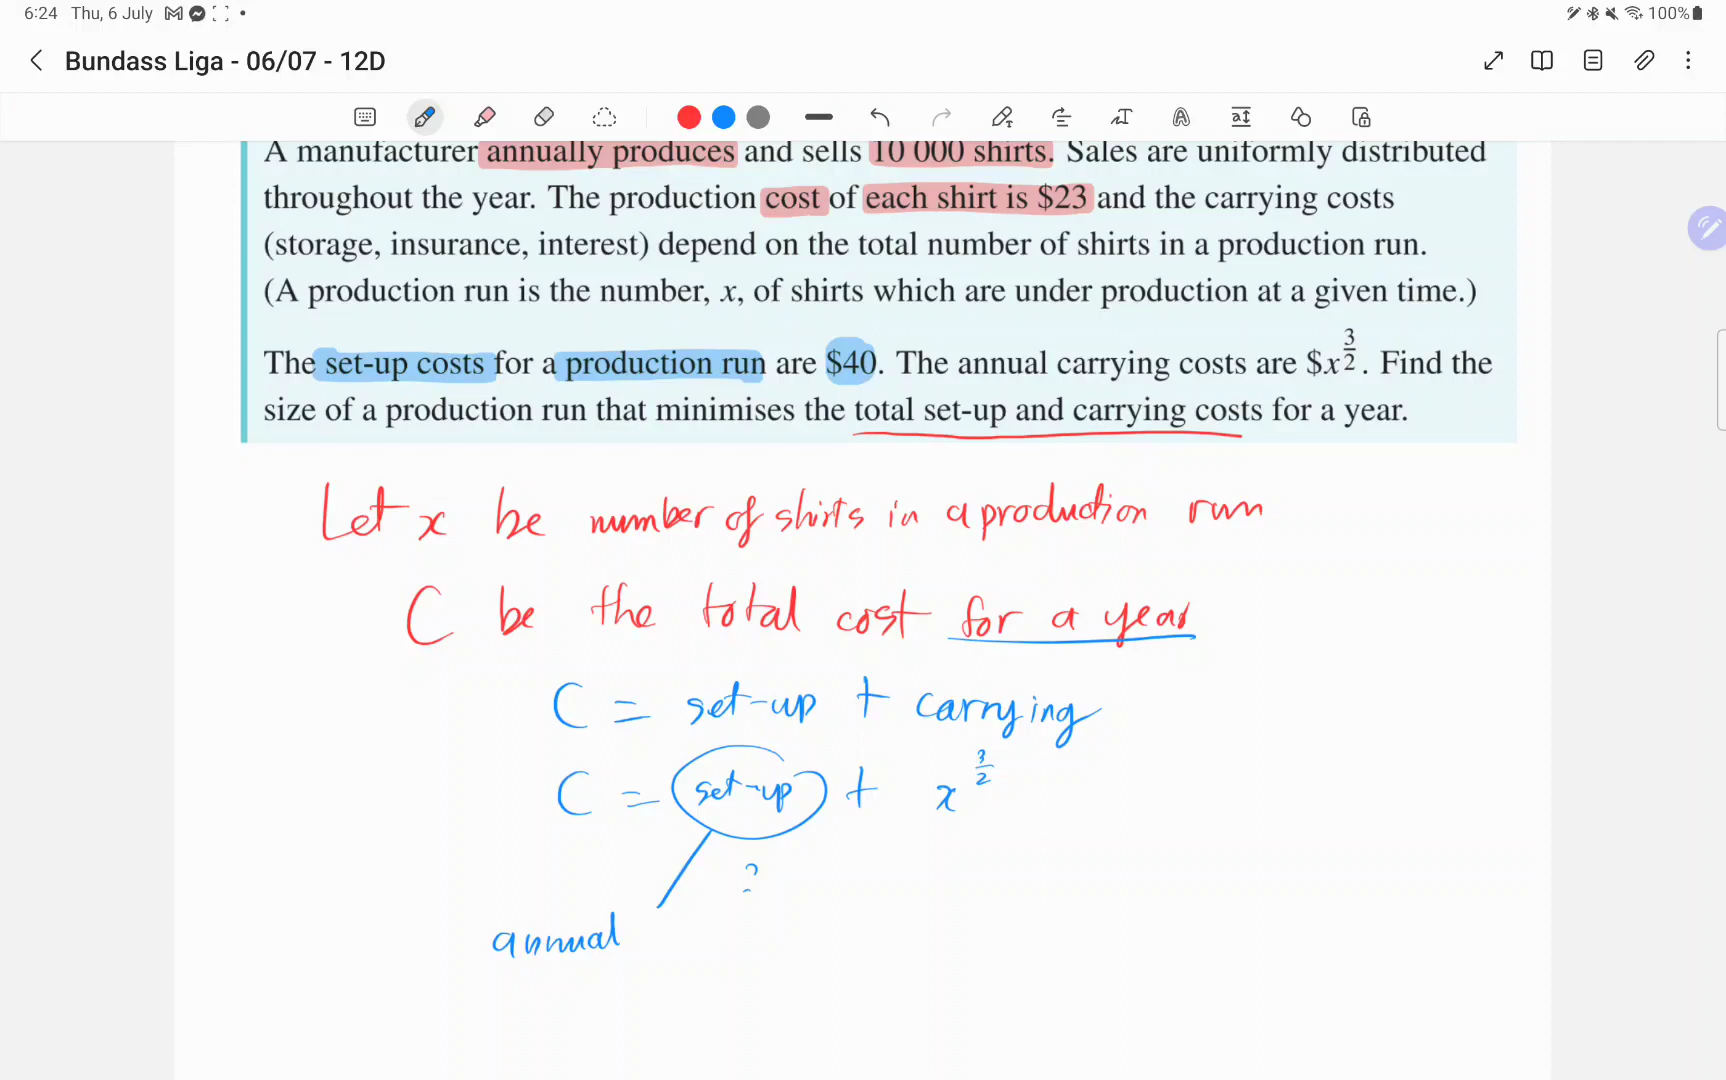 6:24 Thu, 6 July 100%
Bundass Liga - 06/07 - 12D
A manufacturer annually produces and sells 10 000 shirts. Sales are uniformly distributed
throughout the year. The production cost of each shirt is $23 and the carrying costs
(storage, insurance, interest) depend on the total number of shirts in a production run.
(A production run is the number, x, of shirts which are under production at a given time.)
The set-up costs for a production run are $40. The annual carrying costs are $x^{3/2}. Find the
size of a production run that minimises the total set-up and carrying costs for a year.
Let x be number of shirts in a production run
C be the total cost for a year
C = set-up + carrying
C = set-up + x^{3/2}
?
annual